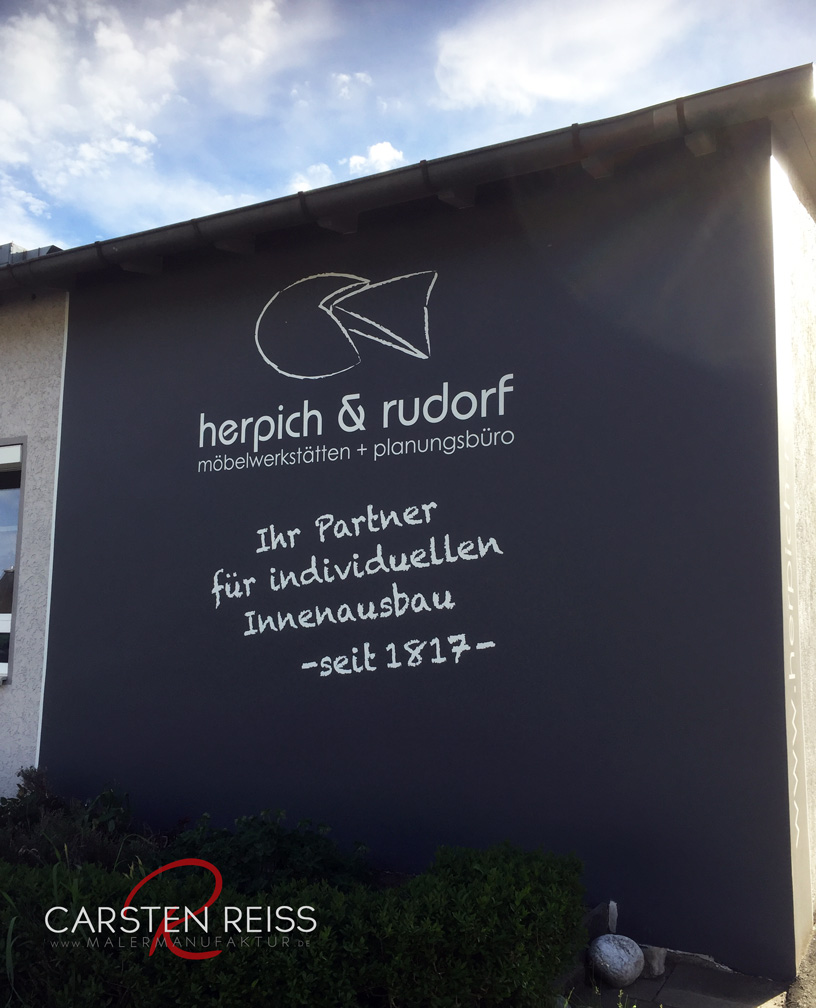 herpich & rudorf
möbelwerkstätten + planungsbüro
Ihr Partner
für individuellen
Innenausbau
-seit 1817-
CARSTEN REISS
WWW.MALERMANUFAKTUR.DE